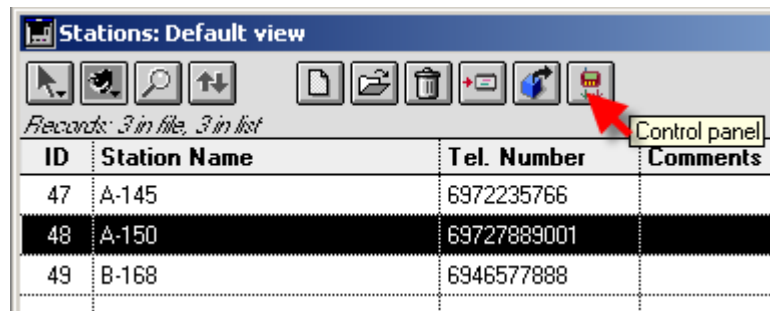 Stations: Default view
Records: 3 in file, 3 in list
Control panel
ID Station Name Tel. Number Comments
47 A-145 6972235766
48 A-150 69727889001
49 B-168 6946577888